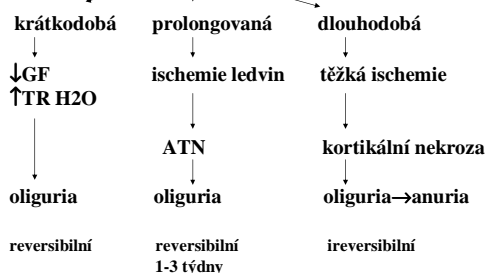 krátkodobá prolongovaná dlouhodobá
↓GF ischemie ledvin těžká ischemie
↑TR H2O
ATN kortikální nekroza
oliguria oliguria oliguria→anuria
reversibilní reversibilní ireversibilní
1-3 týdny